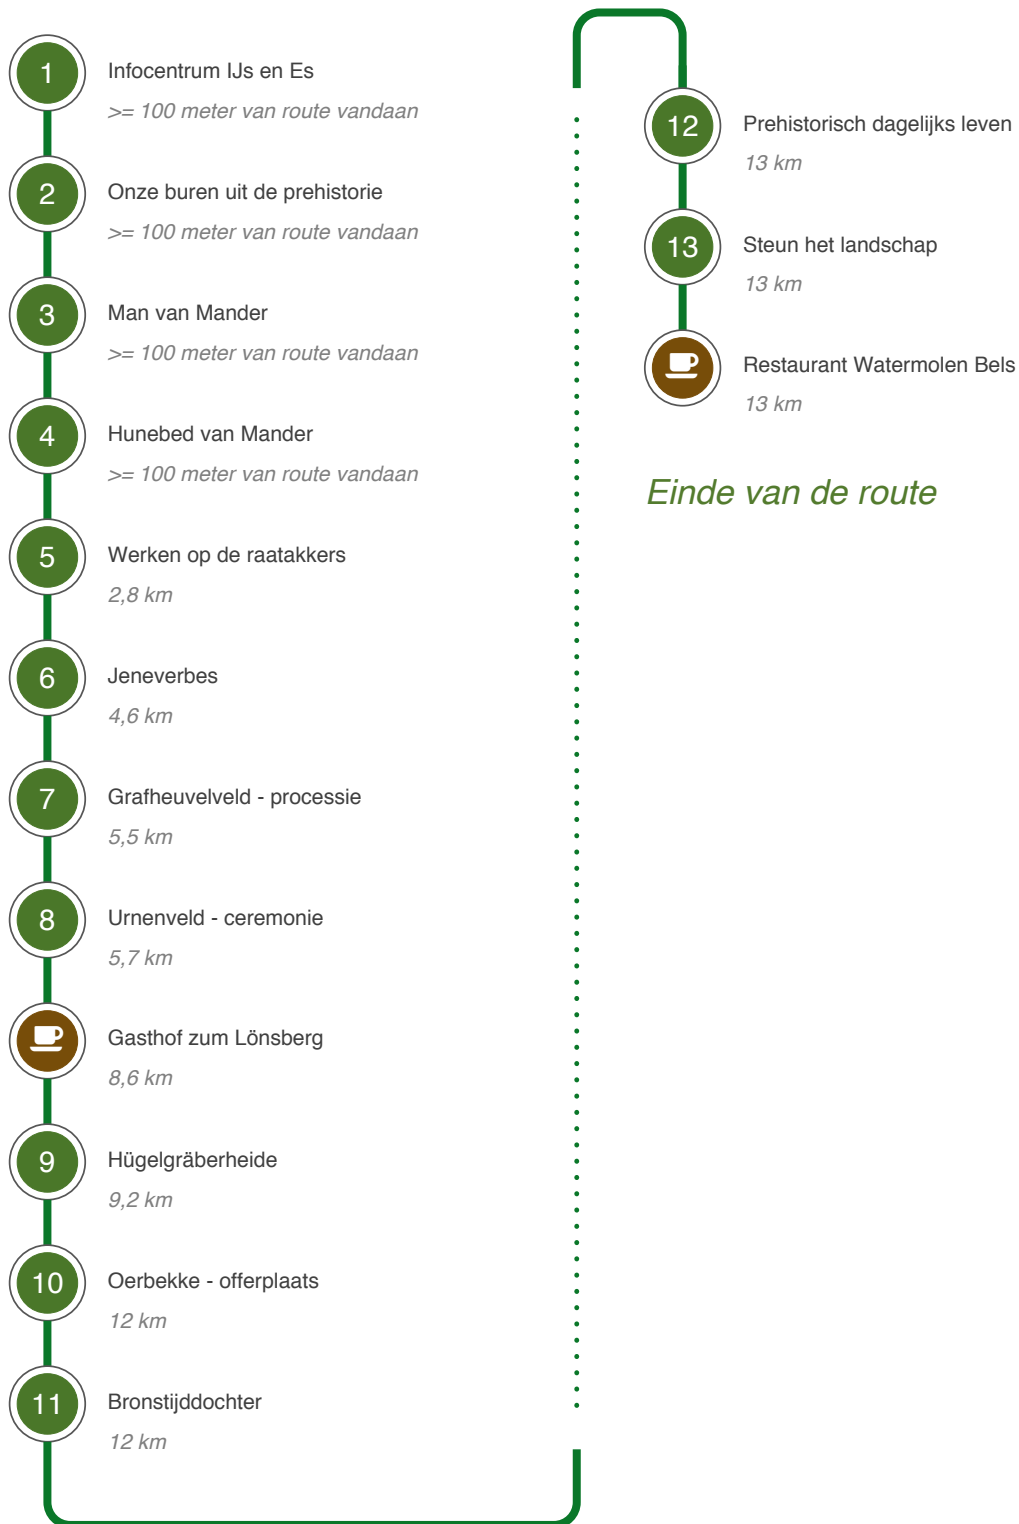 1
Infocentrum IJs en Es
>= 100 meter van route vandaan
2
Onze buren uit de prehistorie
>= 100 meter van route vandaan
3
Man van Mander
>= 100 meter van route vandaan
4
Hunebed van Mander
>= 100 meter van route vandaan
5
Werken op de raatakkers
2,8 km
6
Jeneverbes
4,6 km
7
Grafheuvelveld - processie
5,5 km
8
Urnenveld - ceremonie
5,7 km
Gasthof zum Lönsberg
8,6 km
9
Hügelgräberheide
9,2 km
10
Oerbekke - offerplaats
12 km
11
Bronstijddochter
12 km
12
Prehistorisch dagelijks leven
13 km
13
Steun het landschap
13 km
Restaurant Watermolen Bels
13 km
Einde van de route